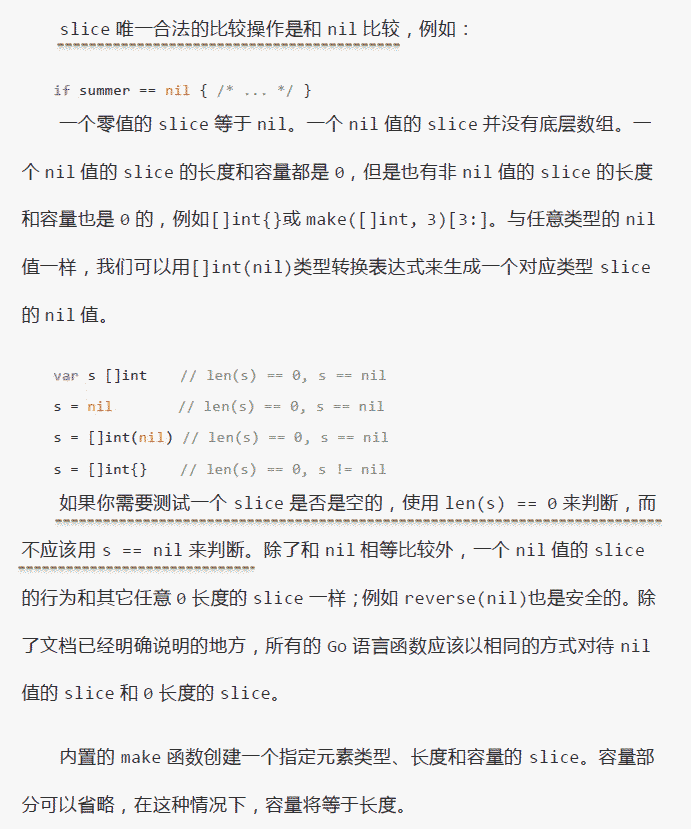 slice 唯一合法的比较操作是和 nil 比较，例如：
if summer == nil { /* ... */ }
一个零值的 slice 等于 nil。一个 nil 值的 slice 并没有底层数组。一
个 nil 值的 slice 的长度和容量都是 0，但是也有非 nil 值的 slice 的长度
和容量也是 0 的，例如[]int{}或 make([]int, 3)[3:]。与任意类型的 nil
值一样，我们可以用[]int(nil)类型转换表达式来生成一个对应类型 slice
的 nil 值。
var s []int    // len(s) == 0, s == nil
s = nil        // len(s) == 0, s == nil
s = []int(nil) // len(s) == 0, s == nil
s = []int{}    // len(s) == 0, s != nil
如果你需要测试一个 slice 是否是空的，使用 len(s) == 0 来判断，而
不应该用 s == nil 来判断。除了和 nil 相等比较外，一个 nil 值的 slice
的行为和其它任意 0 长度的 slice 一样；例如 reverse(nil)也是安全的。除
了文档已经明确说明的地方，所有的 Go 语言函数应该以相同的方式对待 nil
值的 slice 和 0 长度的 slice。
内置的 make 函数创建一个指定元素类型、长度和容量的 slice。容量部
分可以省略，在这种情况下，容量将等于长度。